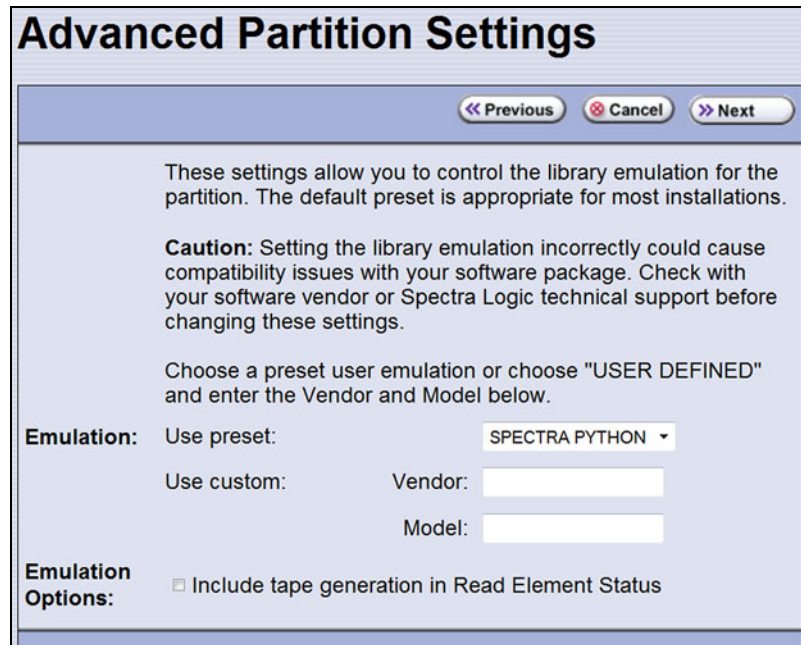 Advanced Partition Settings
Previous Cancel Next
These settings allow you to control the library emulation for the
partition. The default preset is appropriate for most installations.
Caution: Setting the library emulation incorrectly could cause
compatibility issues with your software package. Check with
your software vendor or Spectra Logic technical support before
changing these settings.
Choose a preset user emulation or choose "USER DEFINED"
and enter the Vendor and Model below.
Emulation: Use preset: SPECTRA PYTHON
Use custom: Vendor:
Model:
Emulation
Options:
Include tape generation in Read Element Status